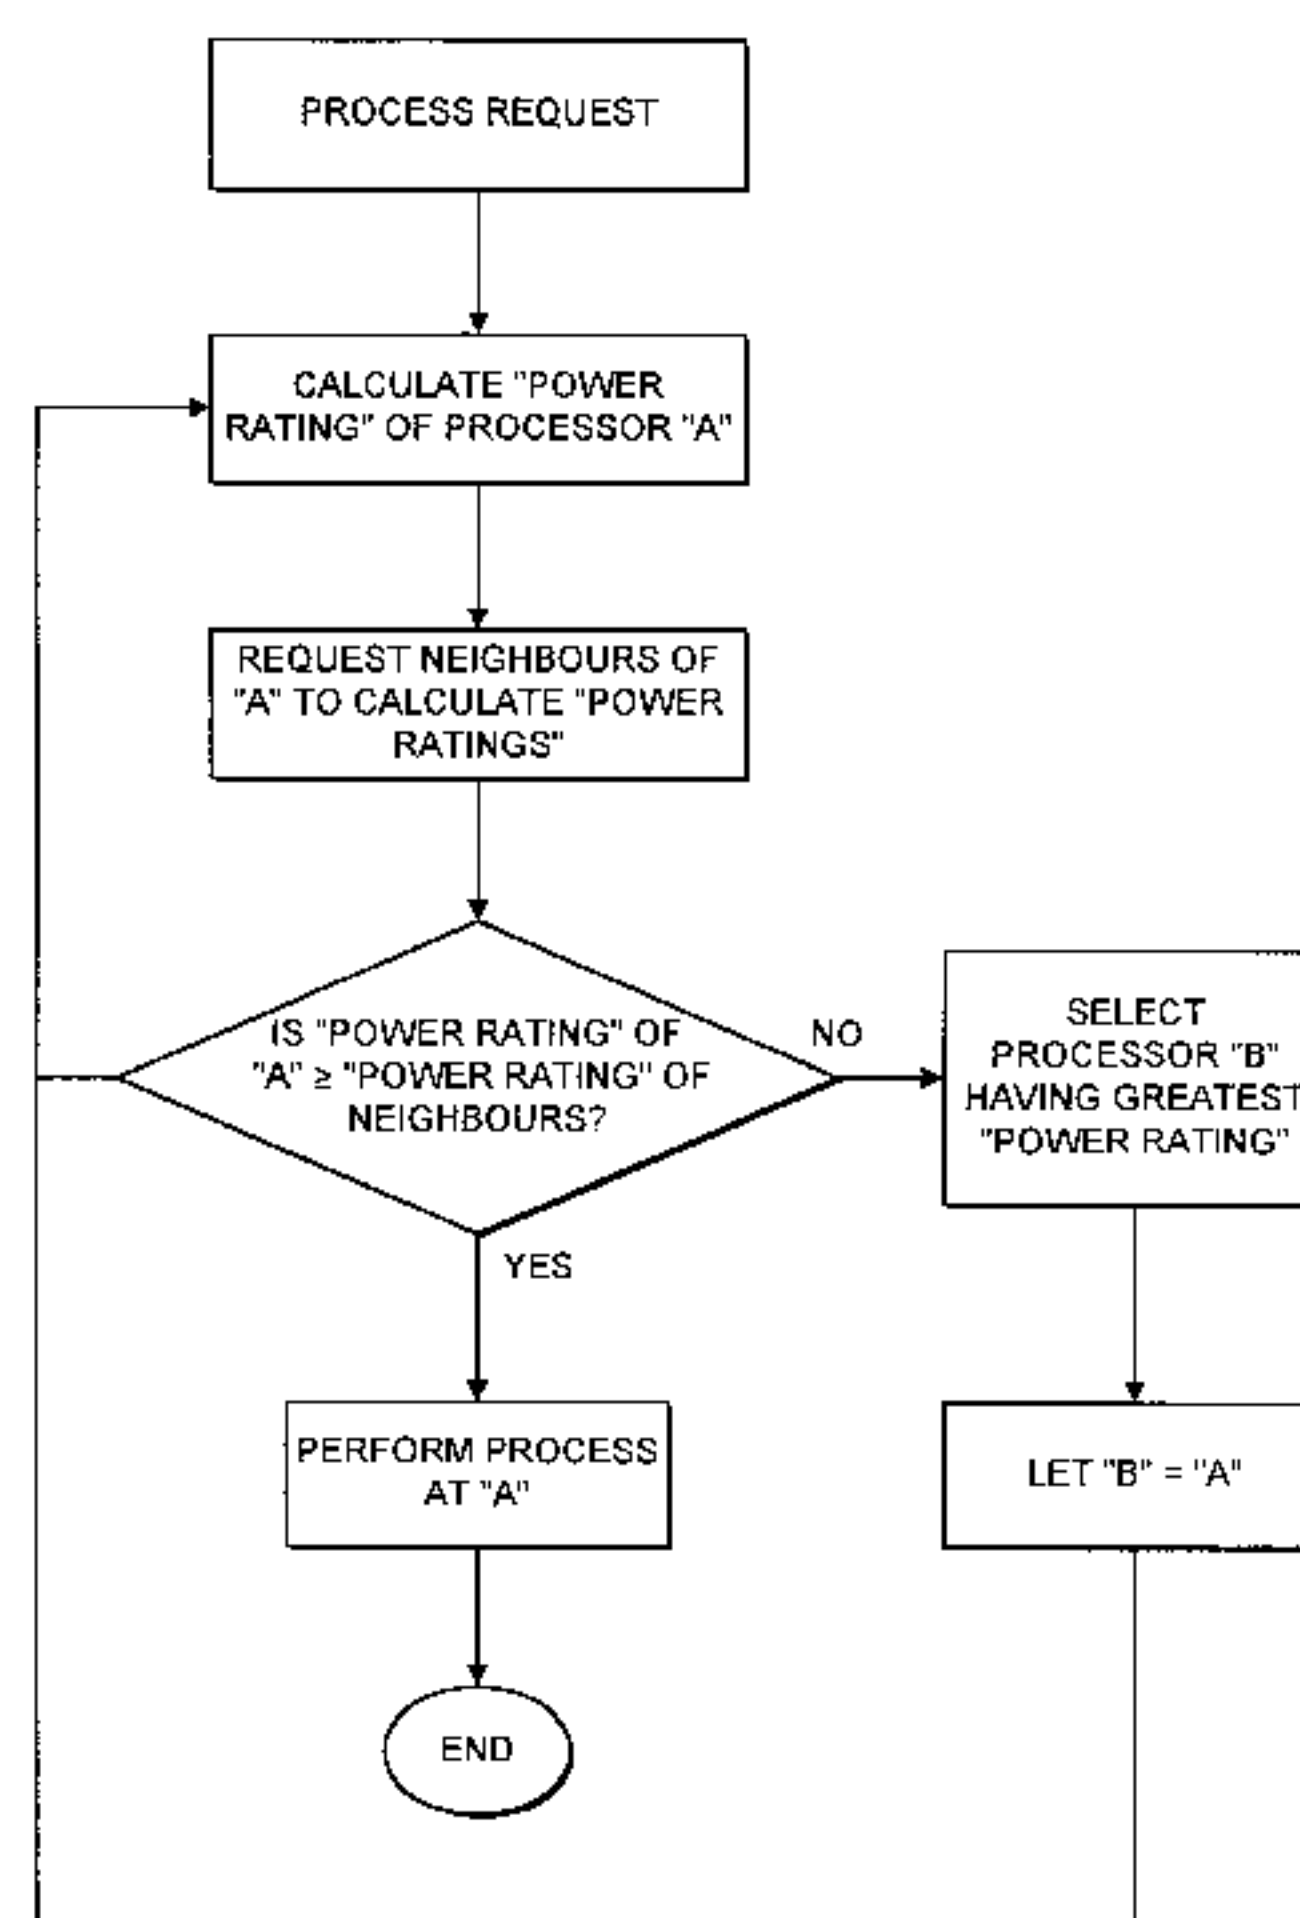 PROCESS REQUEST
CALCULATE "POWER
RATING" OF PROCESSOR "A"
REQUEST NEIGHBOURS OF
"A" TO CALCULATE "POWER
RATINGS"
IS "POWER RATING" OF
"A" ≥ "POWER RATING" OF
NEIGHBOURS?
NO
SELECT
PROCESSOR "B"
HAVING GREATEST
"POWER RATING"
YES
PERFORM PROCESS
AT "A"
LET "B" = "A"
END